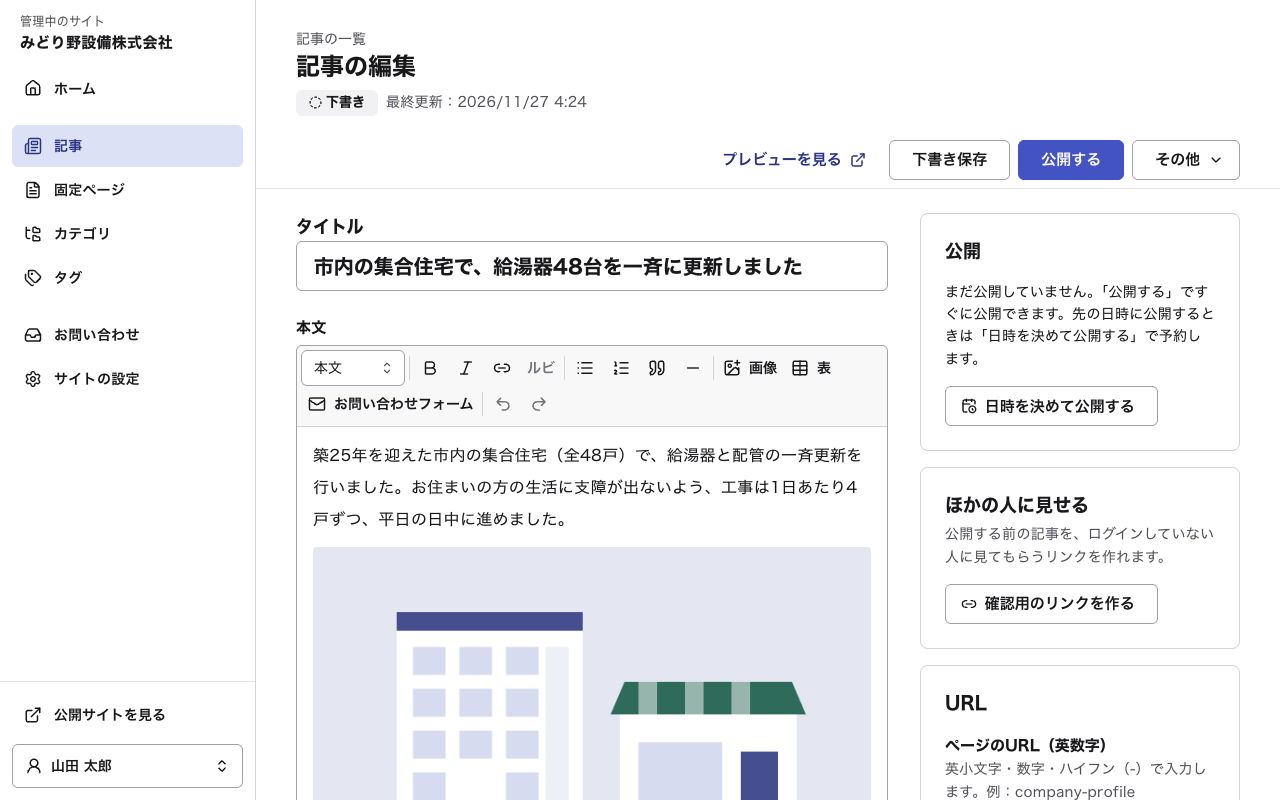 管理中のサイト
みどり野設備株式会社
ホーム
記事
固定ページ
カテゴリ
タグ
お問い合わせ
サイトの設定
公開サイトを見る
山田 太郎
記事の一覧
記事の編集
下書き 最終更新：2026/11/27 4:24
プレビューを見る 下書き保存 公開する その他
タイトル
市内の集合住宅で、給湯器48台を一斉に更新しました
本文
本文 ルビ 画像 表
お問い合わせフォーム
築25年を迎えた市内の集合住宅（全48戸）で、給湯器と配管の一斉更新を
行いました。お住まいの方の生活に支障が出ないよう、工事は1日あたり4
戸ずつ、平日の日中に進めました。
公開
まだ公開していません。「公開する」です
ぐに公開できます。先の日時に公開すると
きは「日時を決めて公開する」で予約し
ます。
日時を決めて公開する
ほかの人に見せる
公開する前の記事を、ログインしていない
人に見てもらうリンクを作れます。
確認用のリンクを作る
URL
ページのURL（英数字）
英小文字・数字・ハイフン（-）で入力し
ます。例：company-profile